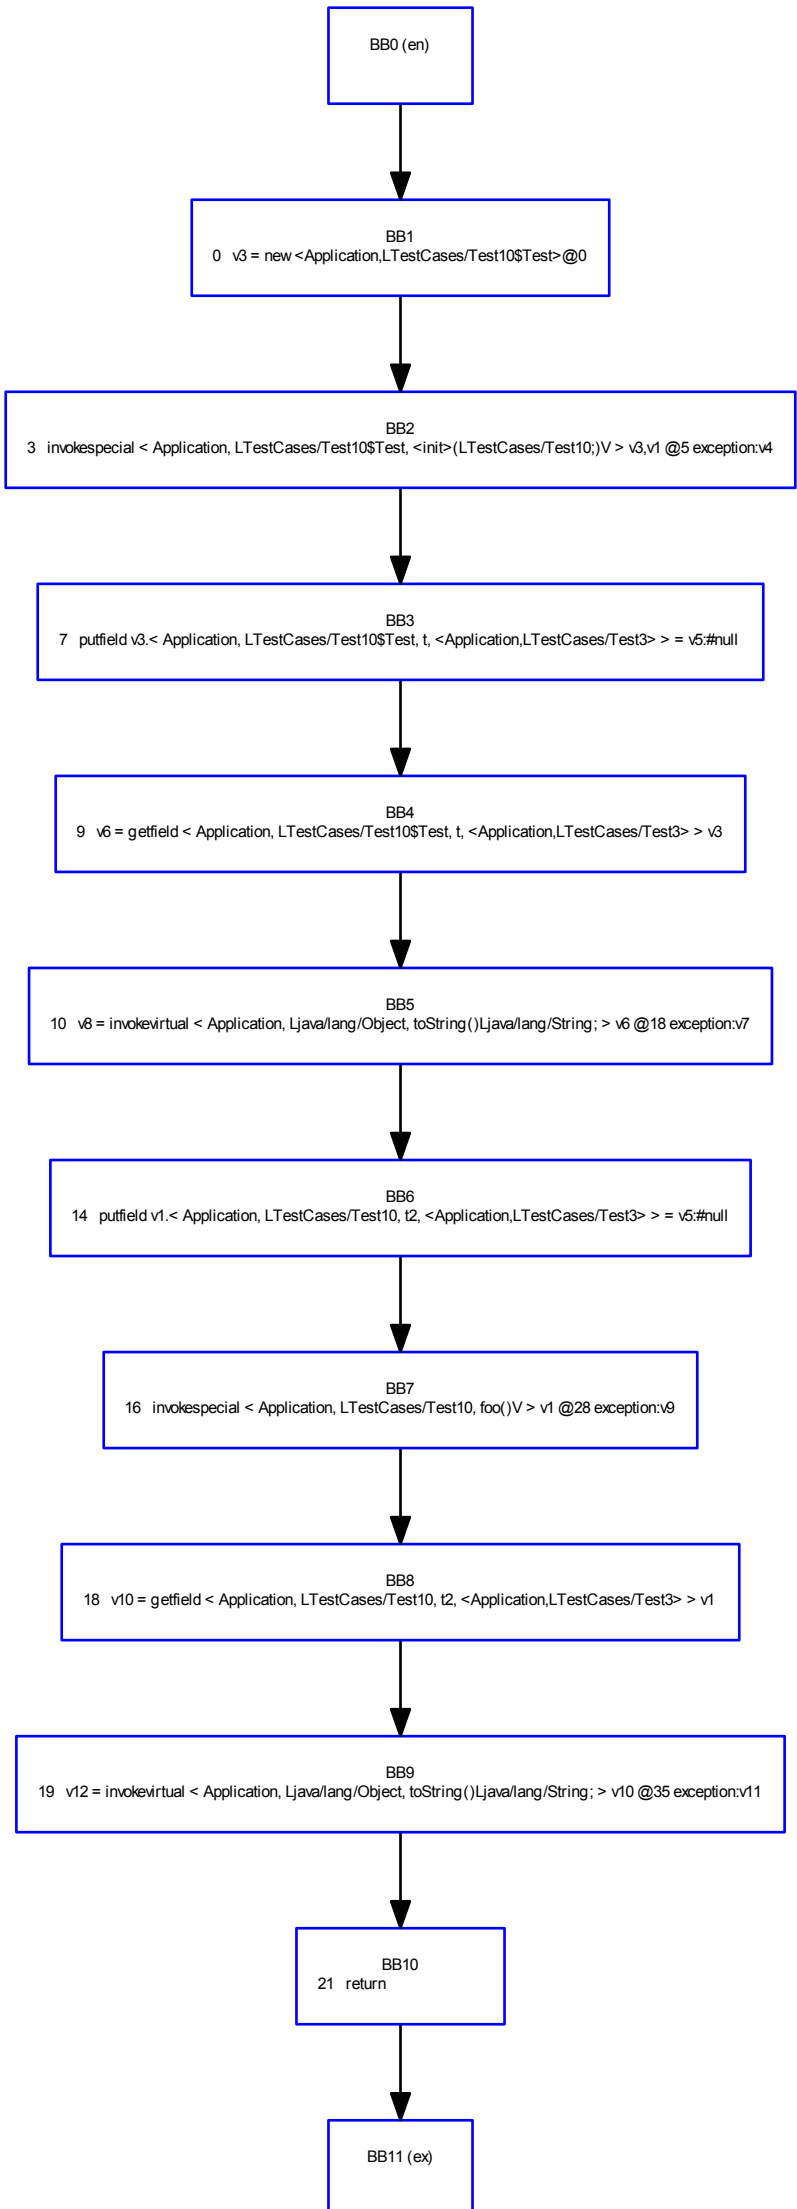 BB0 (en)
BB1
0 v3 = new <Application,LTestCases/Test10$Test>@0
BB2
3 invokespecial < Application, LTestCases/Test10$Test, <init>(LTestCases/Test10;)V > v3,v1 @5 exception:v4
BB3
7 putfield v3.< Application, LTestCases/Test10$Test, t, <Application,LTestCases/Test3> > = v5:#null
BB4
9 v6 = getfield < Application, LTestCases/Test10$Test, t, <Application,LTestCases/Test3> > v3
BB5
10 v8 = invokevirtual < Application, Ljava/lang/Object, toString()Ljava/lang/String; > v6 @18 exception:v7
BB6
14 putfield v1.< Application, LTestCases/Test10, t2, <Application,LTestCases/Test3> > = v5:#null
BB7
16 invokespecial < Application, LTestCases/Test10, foo()V > v1 @28 exception:v9
BB8
18 v10 = getfield < Application, LTestCases/Test10, t2, <Application,LTestCases/Test3> > v1
BB9
19 v12 = invokevirtual < Application, Ljava/lang/Object, toString()Ljava/lang/String; > v10 @35 exception:v11
BB10
21 return
BB11 (ex)